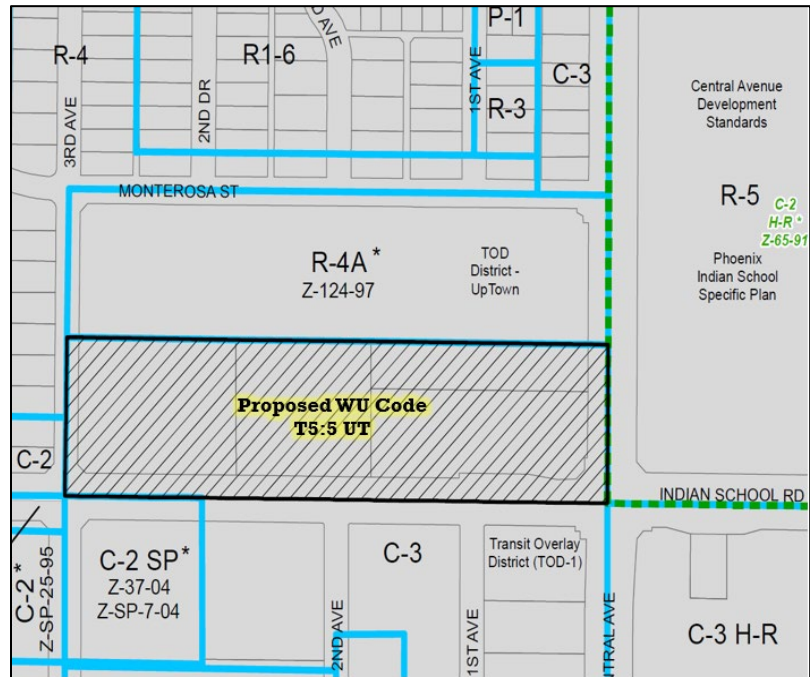 D AVE
P-1
R-4
R1-6
2ND DR
3RD AVE
1ST AVE
R-3
C-3
Central Avenue
Development
Standards
R-5
C-2
H-R *
Z-65-91
Phoenix
Indian School
Specific Plan
MONTEROSA ST
R-4A *
Z-124-97
TOD
District -
UpTown
Proposed WU Code
T5:5 UT
C-2
INDIAN SCHOOL RD
C-2 *
Z-SP-25-95
C-2 SP *
Z-37-04
Z-SP-7-04
2ND AVE
C-3
1ST AVE
Transit Overlay
District (TOD-1)
NTRAL AVE
C-3 H-R